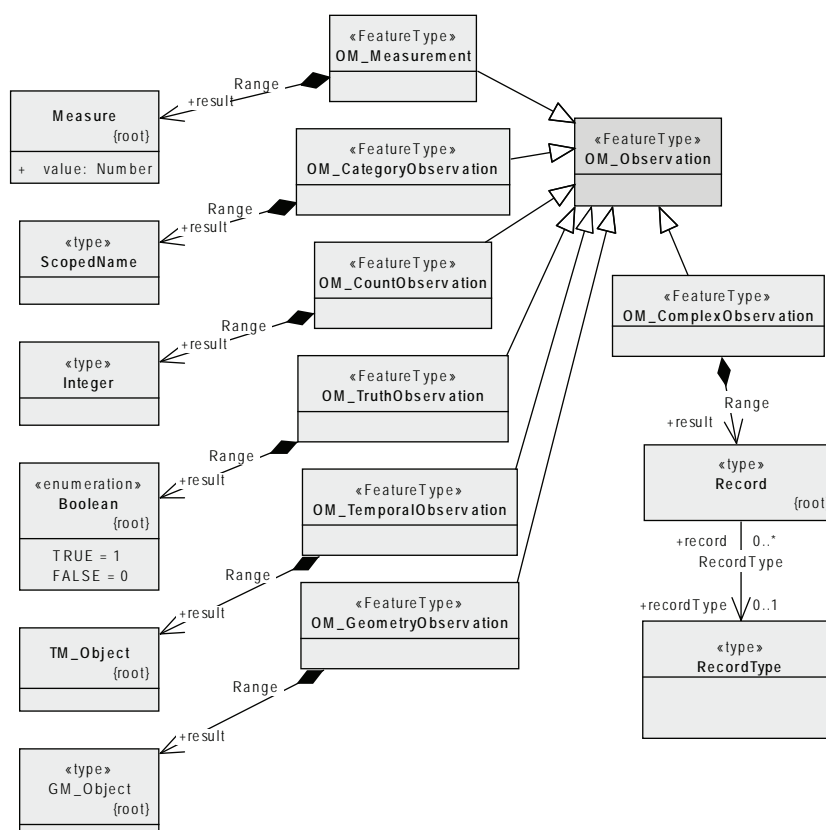 «FeatureType»
OM_Measurement
Range
+result
Measure
{root}
+ value: Number
«FeatureType»
OM_Observation
«FeatureType»
OM_CategoryObservation
Range
+result
«type»
ScopedName
«FeatureType»
OM_CountObservation
Range
+result
«type»
Integer
«FeatureType»
OM_ComplexObservation
Range
+result
«FeatureType»
OM_TruthObservation
Range
+result
«enumeration»
Boolean
{root}
TRUE = 1
FALSE = 0
«type»
Record
{root}
«FeatureType»
OM_TemporalObservation
Range
+result
TM_Object
{root}
+record 0..*
RecordType
+recordType 0..1
«FeatureType»
OM_GeometryObservation
Range
+result
«type»
RecordType
«type»
GM_Object
{root}